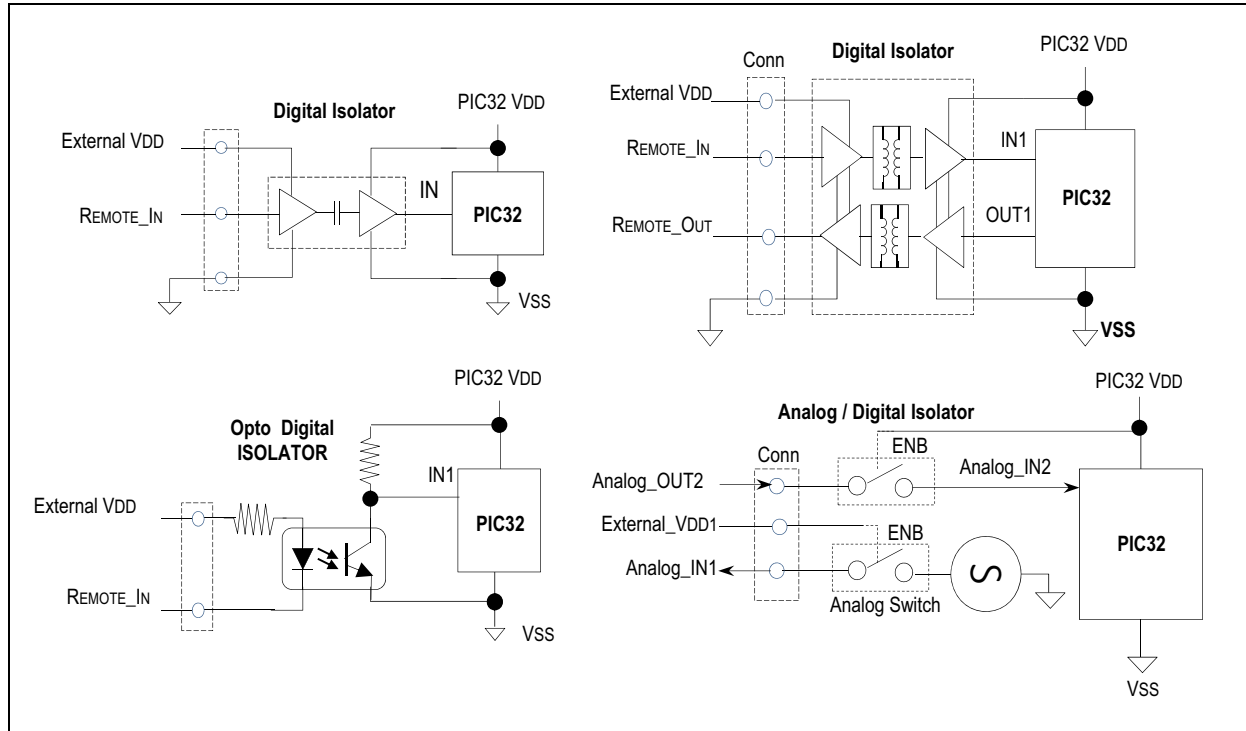 Digital Isolator
PIC32 VDD
External VDD
REMOTE_IN
IN
PIC32
VSS
Digital Isolator
PIC32 VDD
Conn
External VDD
REMOTE_IN
IN1
PIC32
REMOTE_OUT
OUT1
VSS
PIC32 VDD
Opto Digital
ISOLATOR
IN1
External VDD
PIC32
REMOTE_IN
VSS
PIC32 VDD
Analog / Digital Isolator
Conn
ENB
Analog_OUT2
Analog_IN2
External_VDD1
ENB
PIC32
Analog_IN1
S
Analog Switch
VSS